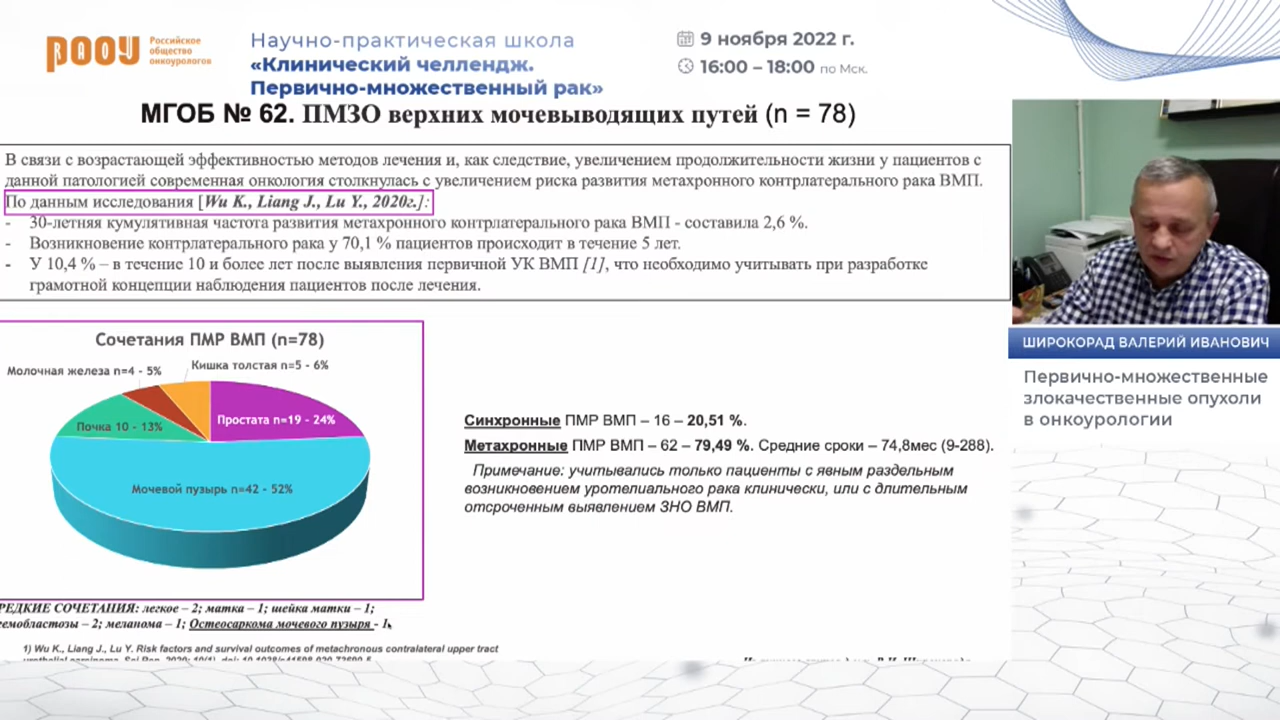 РАОУ
Российское
общество
онкоурологов
Научно-практическая школа
«Клинический челлендж.
Первично-множественный рак»
9 ноября 2022 г.
16:00 – 18:00 по Мск.
МГОБ № 62. ПМЗО верхних мочевыводящих путей (n = 78)
В связи с возрастающей эффективностью методов лечения и, как следствие, увеличением продолжительности жизни у пациентов с
данной патологией современная онкология столкнулась с увеличением риска развития метахронного контрлатерального рака ВМП.
По данным исследования [Wu K., Liang J., Lu Y., 2020г.]:
- 30-летняя кумулятивная частота развития метахронного контрлатерального рака ВМП - составила 2,6 %.
- Возникновение контрлатерального рака у 70,1 % пациентов происходит в течение 5 лет.
- У 10,4 % – в течение 10 и более лет после выявления первичной УК ВМП [1], что необходимо учитывать при разработке
грамотной концепции наблюдения пациентов после лечения.
Сочетания ПМР ВМП (n=78)
Молочная железа n=4 - 5%
Кишка толстая n=5 - 6%
Почка 10 - 13%
Простата n=19 - 24%
Мочевой пузырь n=42 - 52%
Синхронные ПМР ВМП – 16 – 20,51 %.
Метахронные ПМР ВМП – 62 – 79,49 %. Средние сроки – 74,8мес (9-288).
Примечание: учитывались только пациенты с явным раздельным
возникновением уротелиального рака клинически, или с длительным
отсроченным выявлением ЗНО ВМП.
РЕДКИЕ СОЧЕТАНИЯ: легкое – 2; матка – 1; шейка матки – 1;
гемобластозы – 2; меланома – 1; Остеосаркома мочевого пузыря - 1.
1) Wu K., Liang J., Lu Y. Risk factors and survival outcomes of metachronous contralateral upper tract
ШИРОКОРАД ВАЛЕРИЙ ИВАНОВИЧ
Первично-множественные
злокачественные опухоли
в онкоурологии